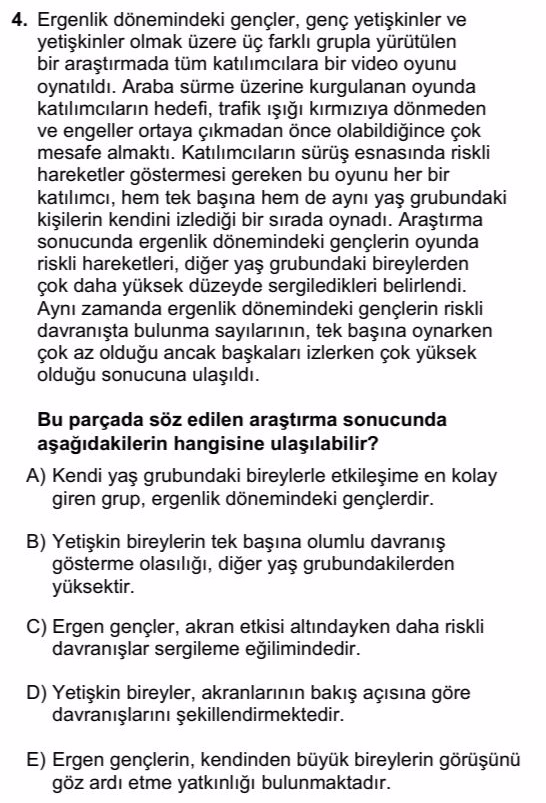 4. Ergenlik dönemindeki gençler, genç yetişkinler ve
yetişkinler olmak üzere üç farklı grupla yürütülen
bir araştırmada tüm katılımcılara bir video oyunu
oynatıldı. Araba sürme üzerine kurgulanan oyunda
katılımcıların hedefi, trafik ışığı kırmızıya dönmeden
ve engeller ortaya çıkmadan önce olabildiğince çok
mesafe almaktı. Katılımcıların sürüş esnasında riskli
hareketler göstermesi gereken bu oyunu her bir
katılımcı, hem tek başına hem de aynı yaş grubundaki
kişilerin kendini izlediği bir sırada oynadı. Araştırma
sonucunda ergenlik dönemindeki gençlerin oyunda
riskli hareketleri, diğer yaş grubundaki bireylerden
çok daha yüksek düzeyde sergiledikleri belirlendi.
Aynı zamanda ergenlik dönemindeki gençlerin riskli
davranışta bulunma sayılarının, tek başına oynarken
çok az olduğu ancak başkaları izlerken çok yüksek
olduğu sonucuna ulaşıldı.
Bu parçada söz edilen araştırma sonucunda
aşağıdakilerin hangisine ulaşılabilir?
A) Kendi yaş grubundaki bireylerle etkileşime en kolay
giren grup, ergenlik dönemindeki gençlerdir.
B) Yetişkin bireylerin tek başına olumlu davranış
gösterme olasılığı, diğer yaş grubundakilerden
yüksektir.
C) Ergen gençler, akran etkisi altındayken daha riskli
davranışlar sergileme eğilimindedir.
D) Yetişkin bireyler, akranlarının bakış açısına göre
davranışlarını şekillendirmektedir.
E) Ergen gençlerin, kendinden büyük bireylerin görüşünü
göz ardı etme yatkınlığı bulunmaktadır.